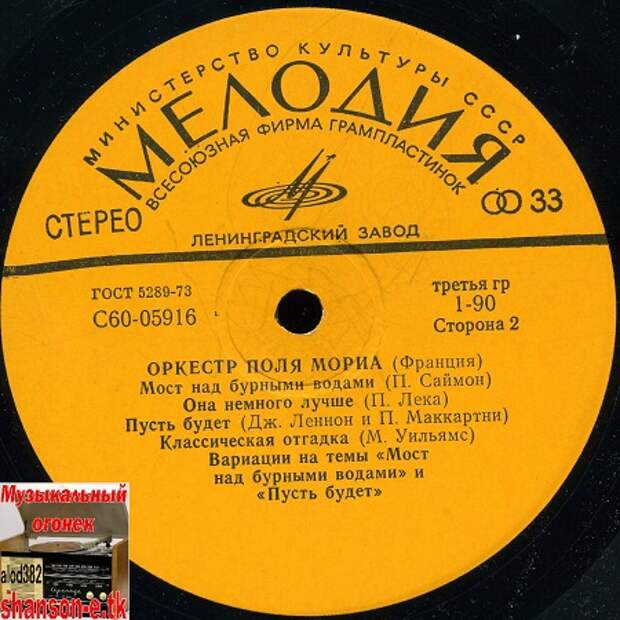 МИНИСТЕРСТВО КУЛЬТУРЫ СССР
МЕЛОДИЯ
ВСЕСОЮЗНАЯ ФИРМА ГРАМПЛАСТИНОК
СТЕРЕО
33
ЛЕНИНГРАДСКИЙ ЗАВОД
ГОСТ 5289-73
С60-05916
третья гр
1-90
Сторона 2
ОРКЕСТР ПОЛЯ МОРИА (Франция)
Мост над бурными водами (П. Саймон)
Она немного лучше (П. Лека)
Пусть будет (Дж. Леннон и П. Маккартни)
Классическая отгадка (М. Уильямс)
Вариации на темы «Мост
над бурными водами» и
«Пусть будет»
Музыкальный
огонек
alod382
shanson-e.tk